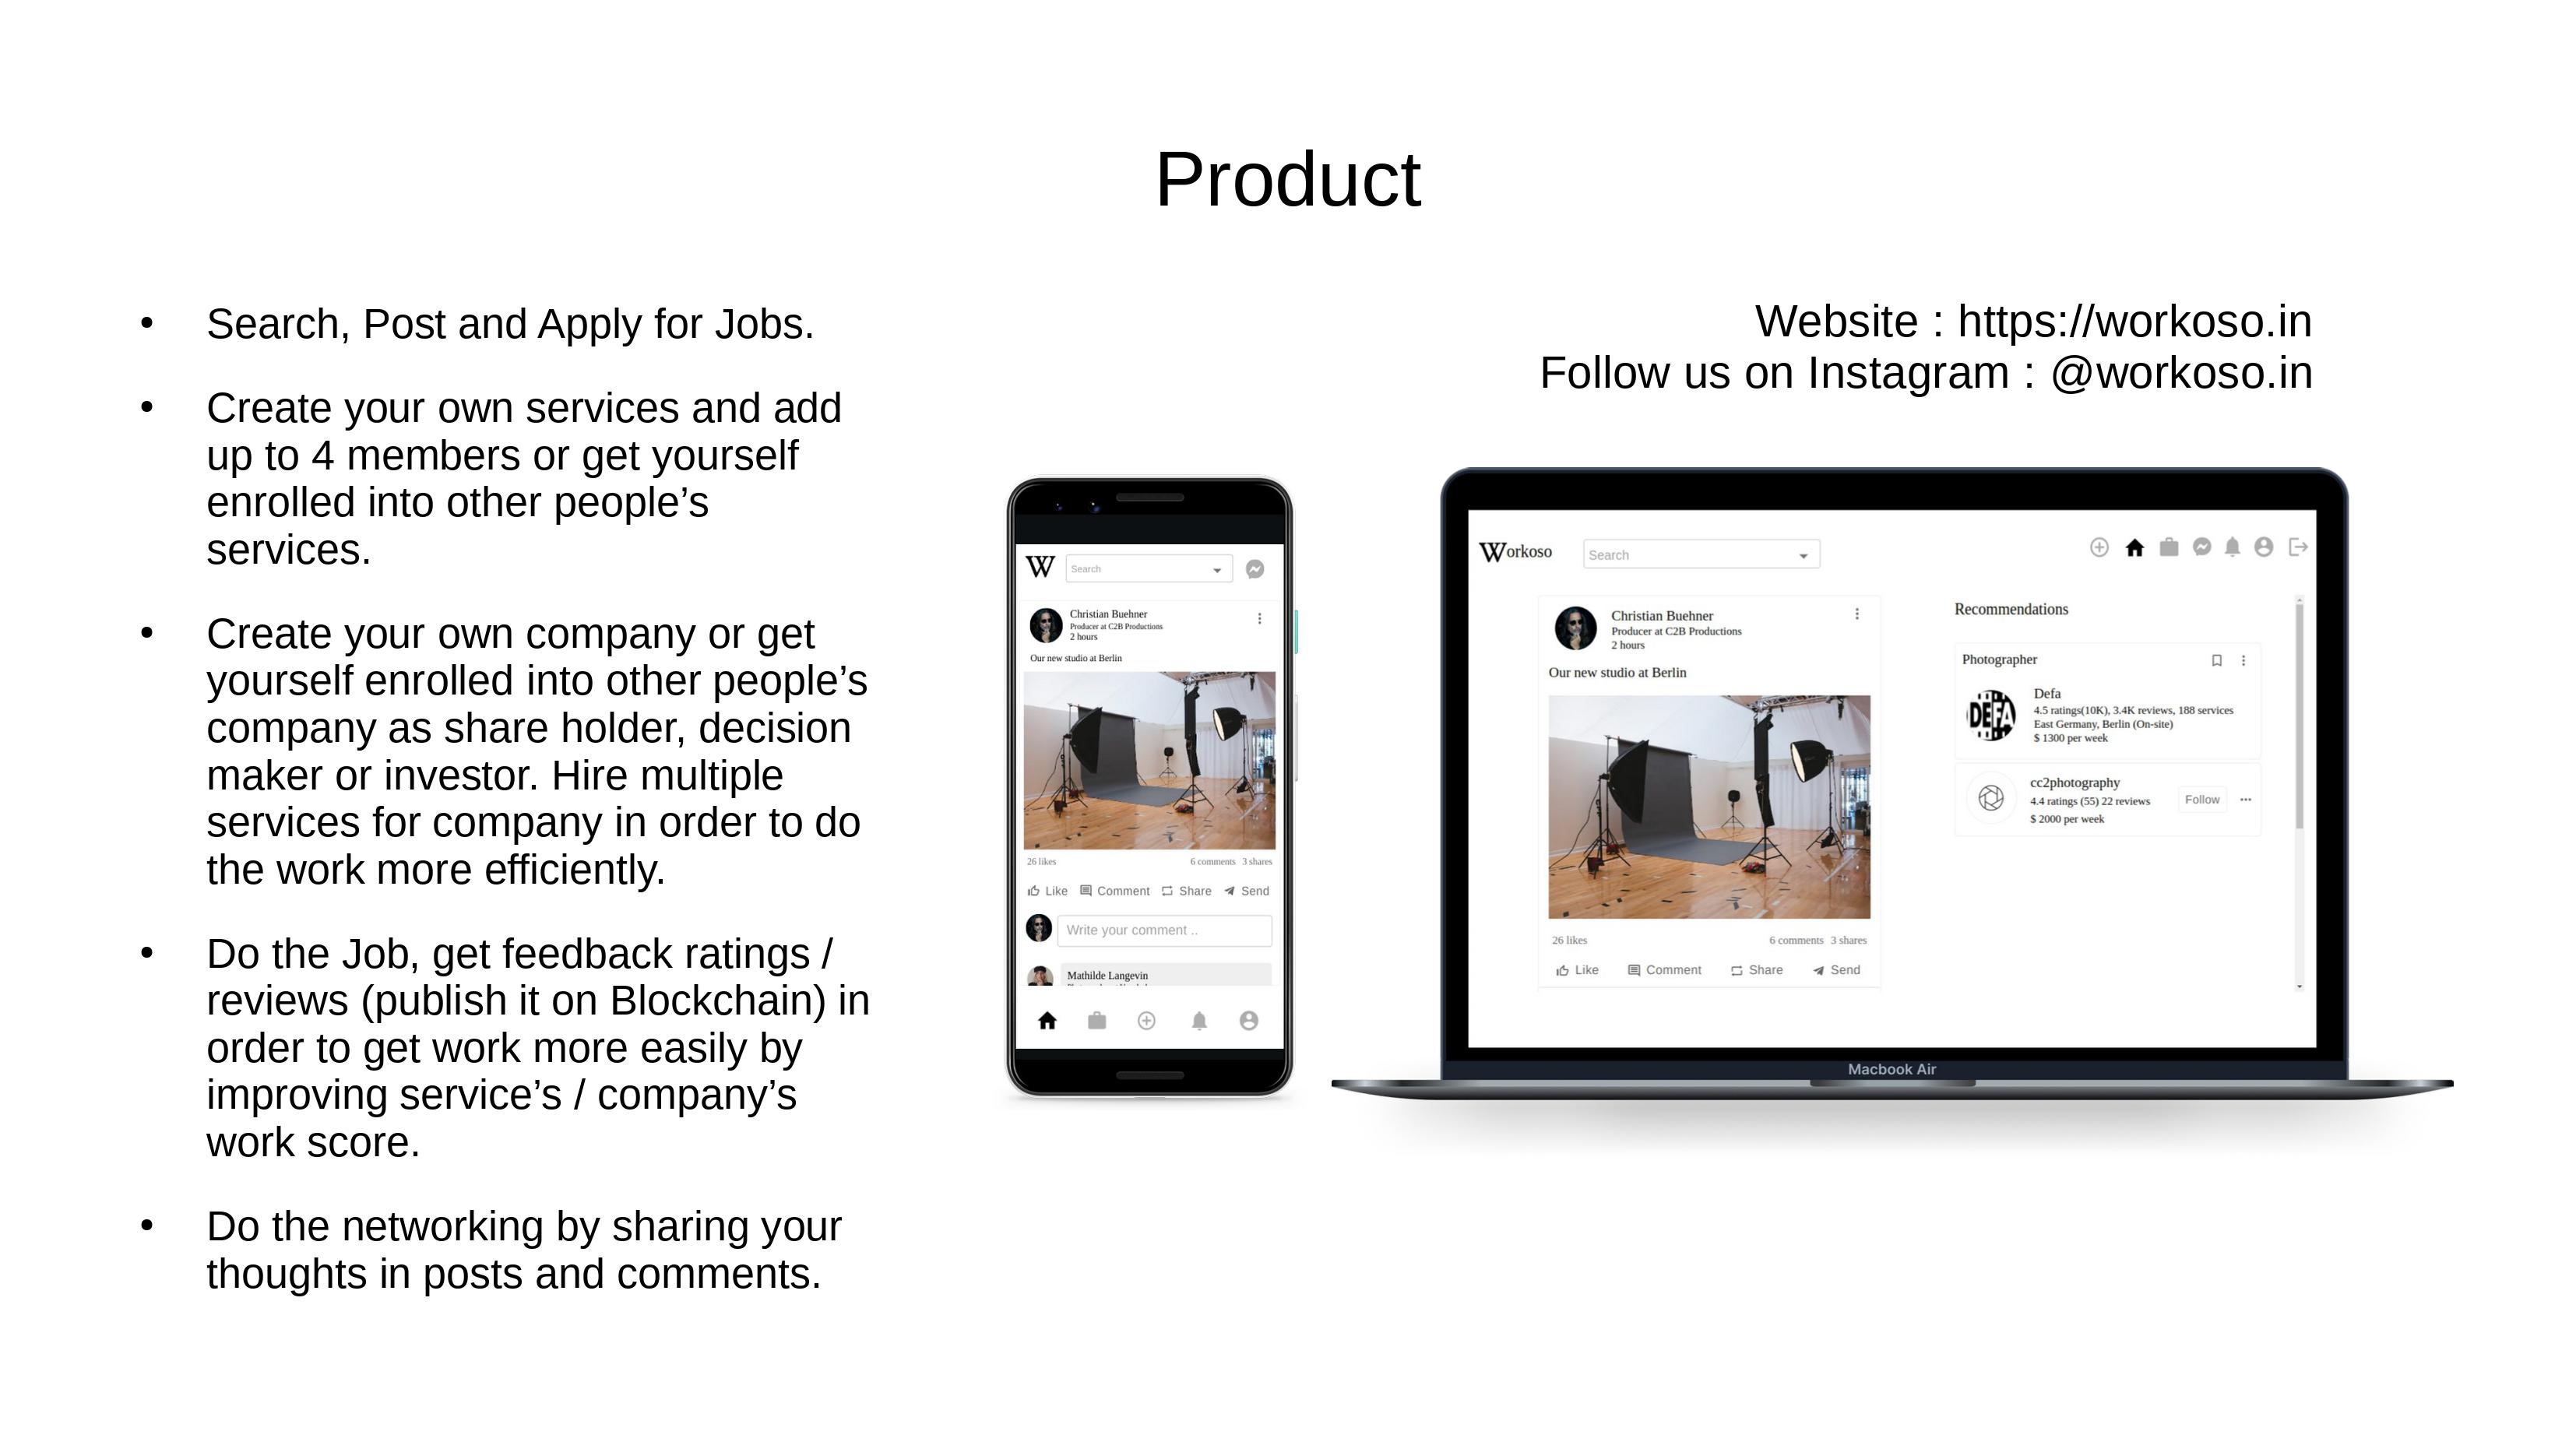 Product
• Search, Post and Apply for Jobs.
• Create your own services and add
up to 4 members or get yourself
enrolled into other people’s
services.
• Create your own company or get
yourself enrolled into other people’s
company as share holder, decision
maker or investor. Hire multiple
services for company in order to do
the work more efficiently.
• Do the Job, get feedback ratings /
reviews (publish it on Blockchain) in
order to get work more easily by
improving service’s / company’s
work score.
• Do the networking by sharing your
thoughts in posts and comments.
Website : https://workoso.in
Follow us on Instagram : @workoso.in
W
Search
Christian Buehner
Producer at C2B Productions
2 hours
Our new studio at Berlin
26 likes 6 comments 3 shares
Like Comment Share Send
Write your comment ..
Mathilde Langevin
Workoso
Search
Christian Buehner
Producer at C2B Productions
2 hours
Our new studio at Berlin
26 likes 6 comments 3 shares
Like Comment Share Send
Recommendations
Photographer
DEFA
Defa
4.5 ratings(10K), 3.4K reviews, 188 services
East Germany, Berlin (On-site)
$ 1300 per week
cc2photography
4.4 ratings (55) 22 reviews
$ 2000 per week
Follow
Macbook Air